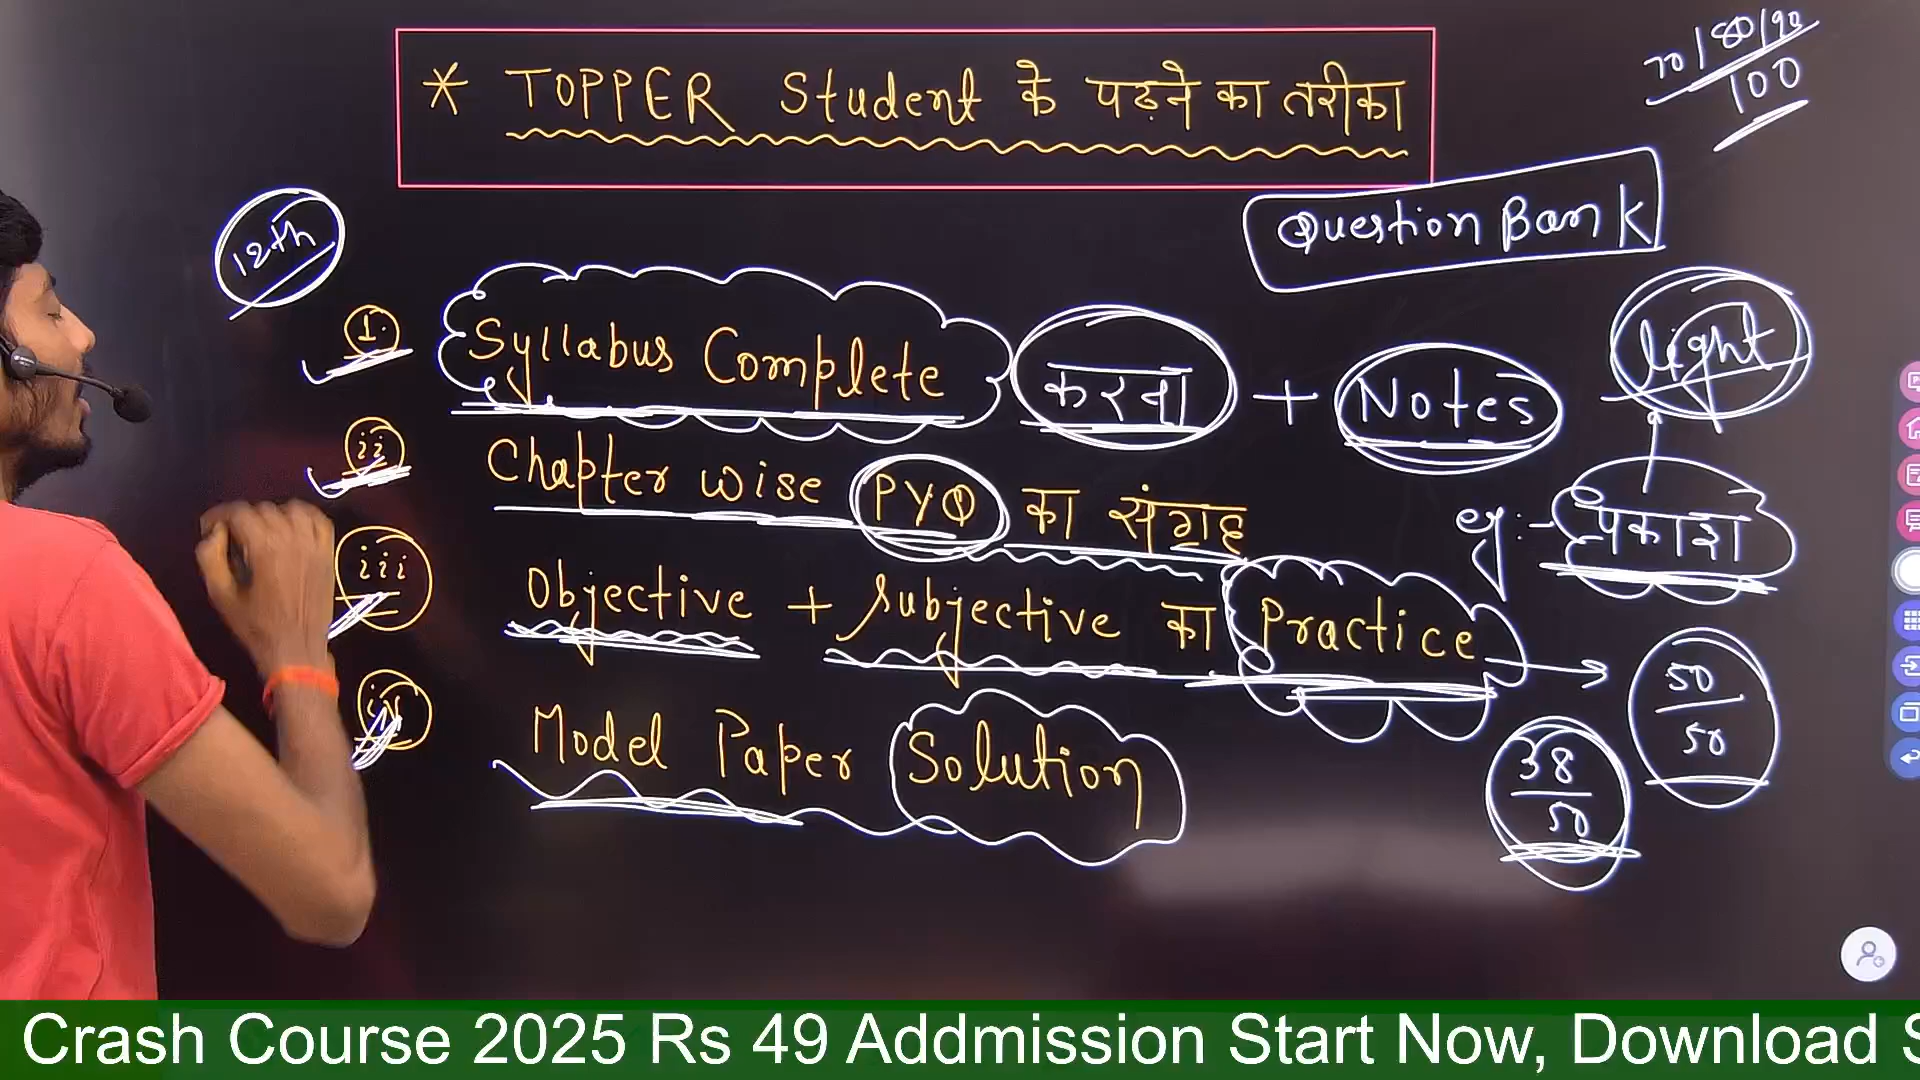 * TOPPER Student के पढ़ने का तरीका
70/80/90
100
Question Bank
12th
i. Syllabus Complete करना + Notes
light
ii Chapter wise PYQ का संग्रह
eg:- प्रकाश
iii Objective + Subjective का Practice →
50
50
iv Model Paper Solution
38
50
Crash Course 2025 Rs 49 Addmission Start Now, Download S